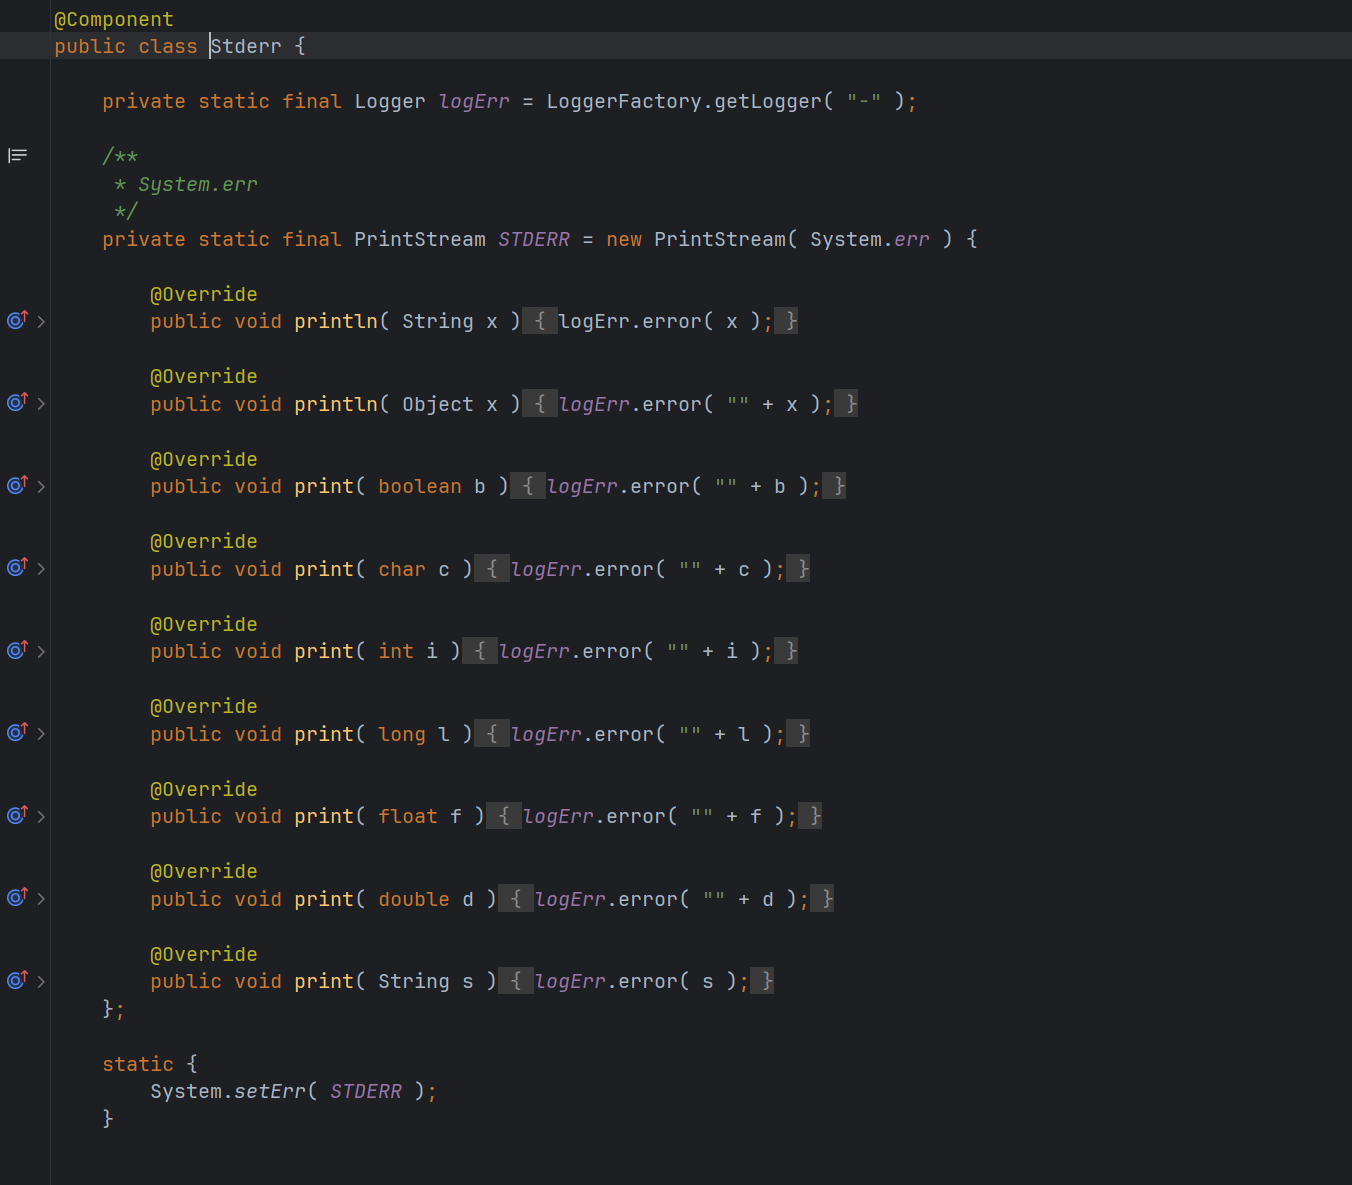 @Component
public class Stderr {
private static final Logger logErr = LoggerFactory.getLogger( "-" );
/**
* System.err
*/
private static final PrintStream STDERR = new PrintStream( System.err ) {
@Override
public void println( String x ) { logErr.error( x ); }
@Override
public void println( Object x ) { logErr.error( "" + x ); }
@Override
public void print( boolean b ) { logErr.error( "" + b ); }
@Override
public void print( char c ) { logErr.error( "" + c ); }
@Override
public void print( int i ) { logErr.error( "" + i ); }
@Override
public void print( long l ) { logErr.error( "" + l ); }
@Override
public void print( float f ) { logErr.error( "" + f ); }
@Override
public void print( double d ) { logErr.error( "" + d ); }
@Override
public void print( String s ) { logErr.error( s ); }
};
static {
System.setErr( STDERR );
}